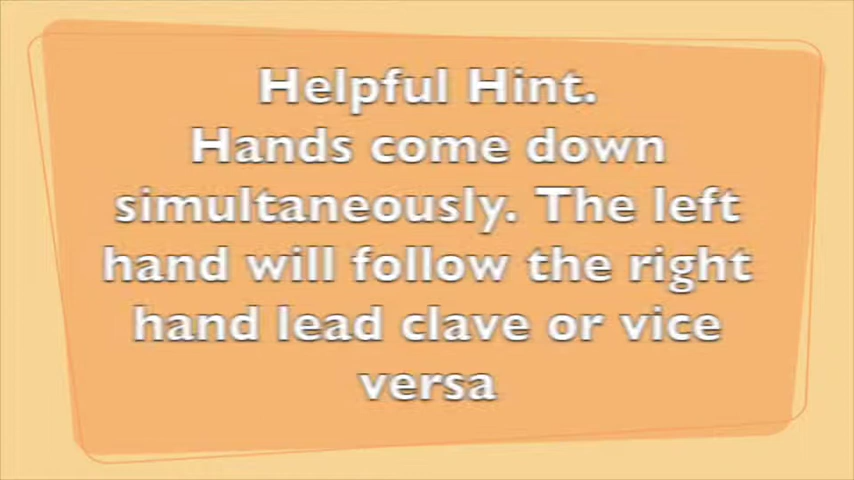 Helpful Hint.
Hands come down
simultaneously. The left
hand will follow the right
hand lead clave or vice
versa